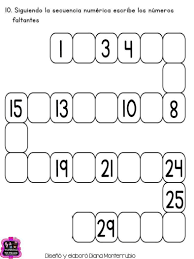 10. Siguiendo la secuencia numérica escribe los números
faltantes
1 3 4
15 13 10 8
19 21 24
25
29
Diseñó y elaboró Diana Monterrubio